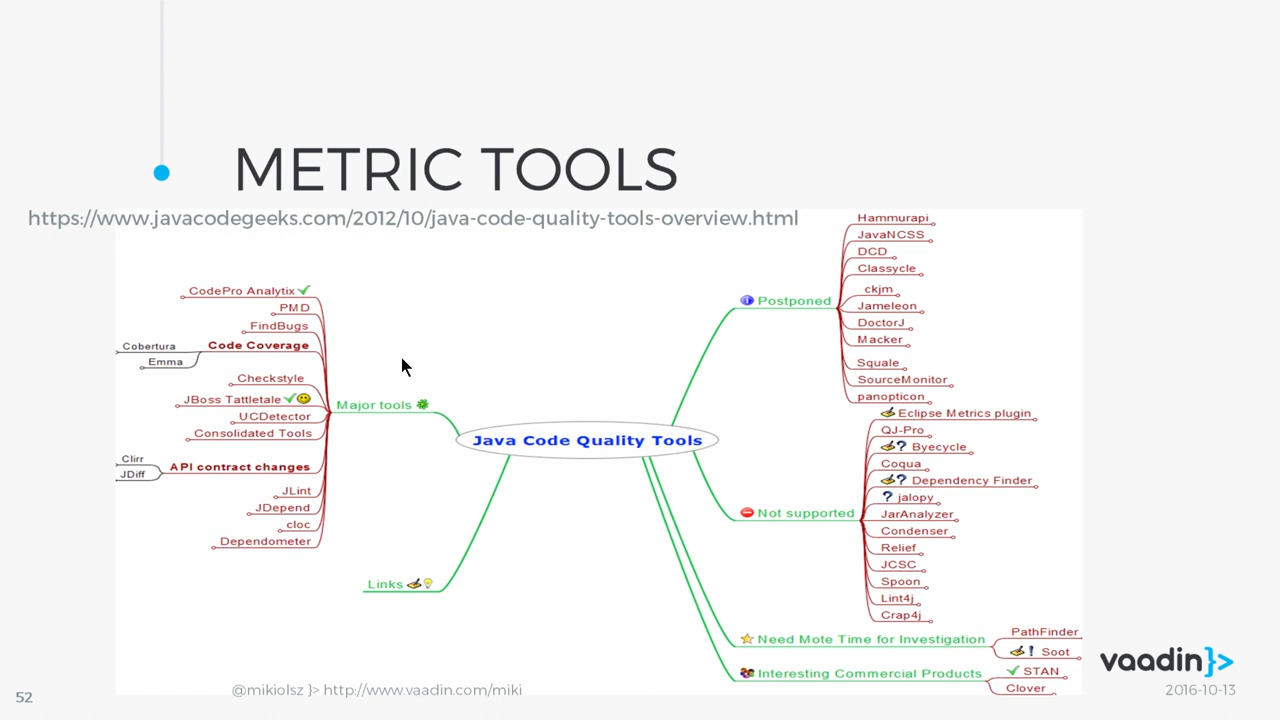 METRIC TOOLS
https://www.javacodegeeks.com/2012/10/java-code-quality-tools-overview.html
CodePro Analytix
PMD
FindBugs
Code Coverage
Cobertura
Emma
Checkstyle
JBoss Tattletale
UCDetector
Consolidated Tools
API contract changes
Clirr
JDiff
JLint
JDepend
cloc
Dependometer
Major tools
Links
Java Code Quality Tools
Postponed
Hammurapi
JavaNCSS
DCD
Classycle
ckjm
Jameleon
DoctorJ
Macker
Squale
SourceMonitor
panopticon
Not supported
Eclipse Metrics plugin
QJ-Pro
Byecycle
Coqua
Dependency Finder
jalopy
JarAnalyzer
Condenser
Relief
JCSC
Spoon
Lint4j
Crap4j
Need Mote Time for Investigation
PathFinder
Soot
Interesting Commercial Products
STAN
Clover
vaadin}>
52
@mikiolsz }> http://www.vaadin.com/miki
2016-10-13